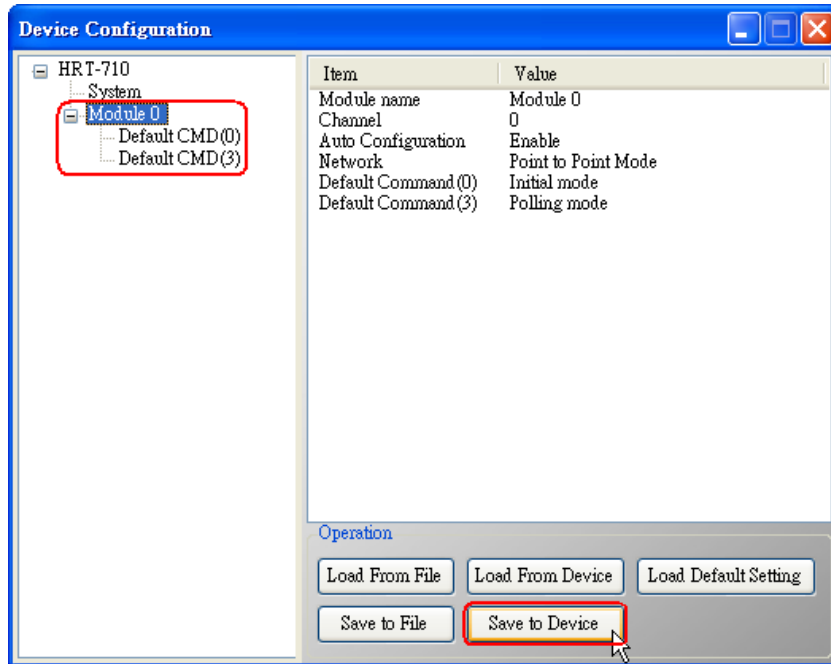 Device Configuration
HRT-710
System
Module 0
Default CMD(0)
Default CMD(3)
Item Value
Module name Module 0
Channel 0
Auto Configuration Enable
Network Point to Point Mode
Default Command(0) Initial mode
Default Command(3) Polling mode
Operation
Load From File Load From Device Load Default Setting
Save to File Save to Device